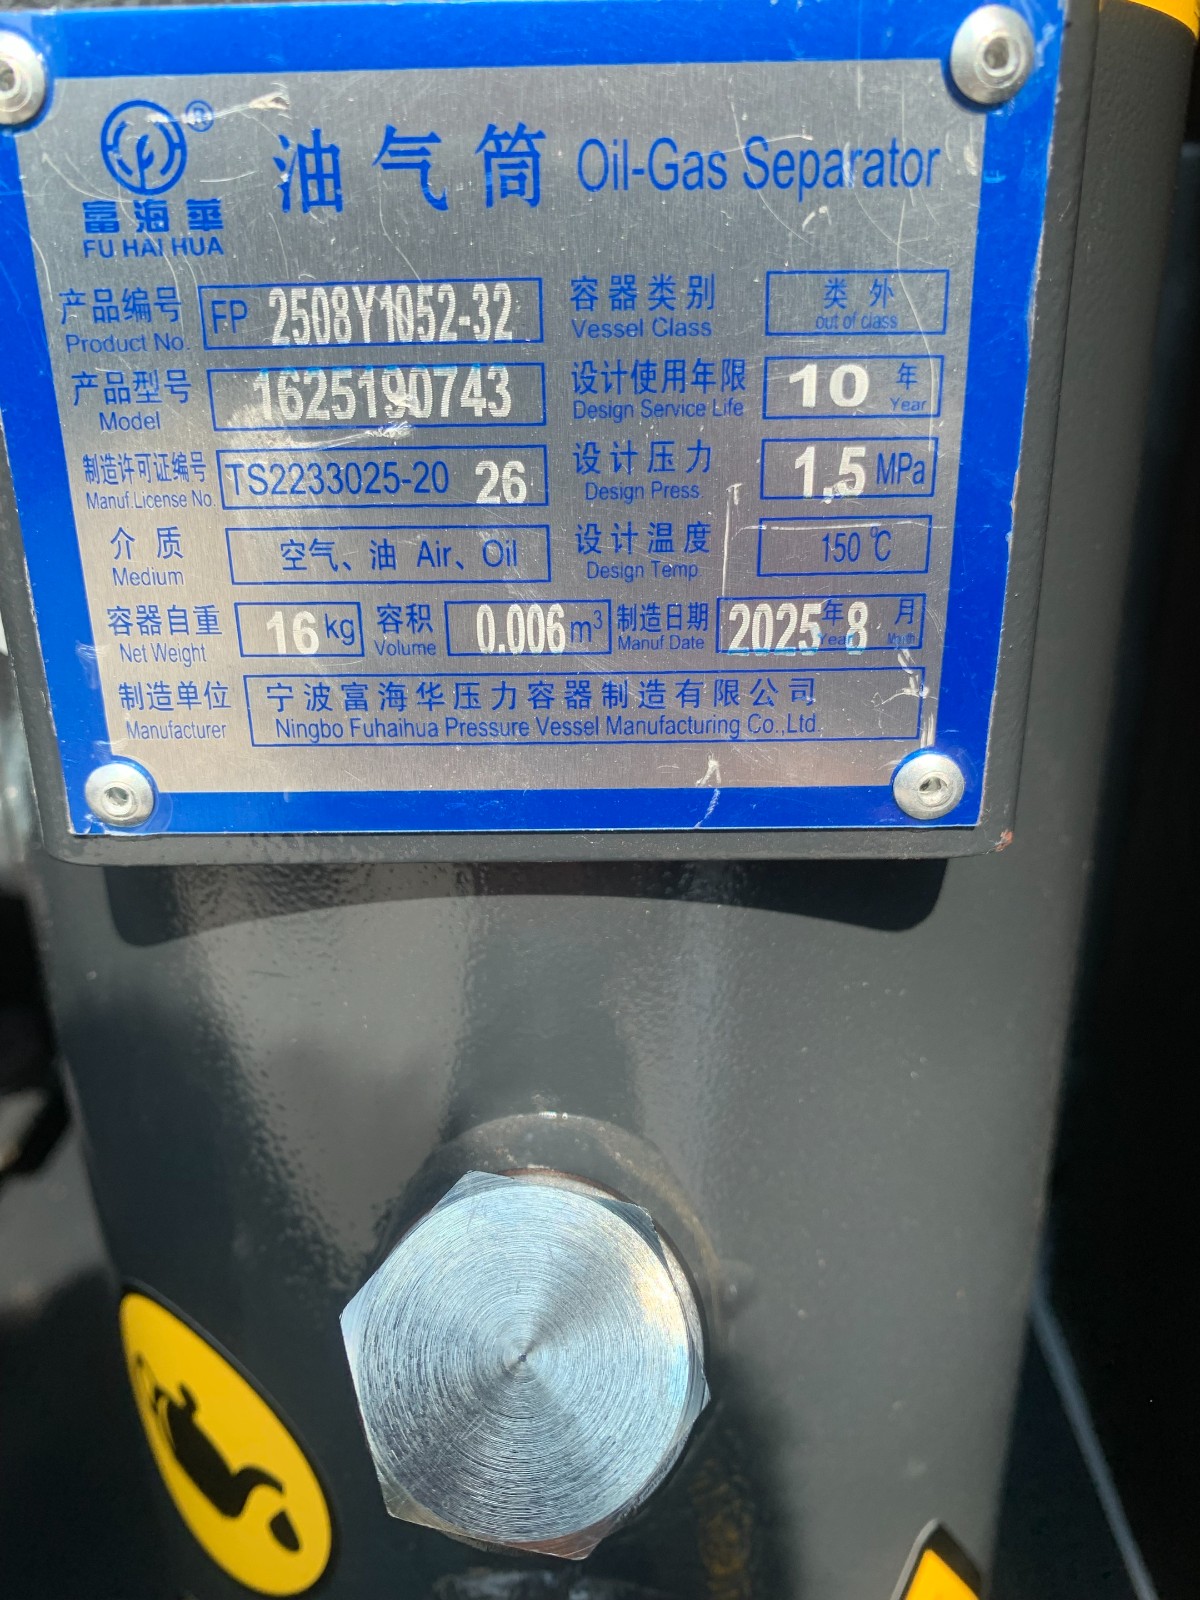 富海華 ®
FU HAI HUA
油气筒 Oil-Gas Separator
产品编号 FP 2508Y1052-32
Product No.
容器类别 类外
Vessel Class out of class
产品型号 1625190743
Model
设计使用年限 10 年
Design Service Life Year
制造许可证编号 TS2233025-20 26
Manuf.License No.
设计压力 1.5 MPa
Design Press
介质 空气、油 Air、Oil
Medium
设计温度 150℃
Design Temp
容器自重 16 kg 容积 0.006 m³ 制造日期 2025 年 8 月
Net Weight Volume Manuf Date Year Month
制造单位 宁波富海华压力容器制造有限公司
Manufacturer Ningbo Fuhaihua Pressure Vessel Manufacturing Co.,Ltd.